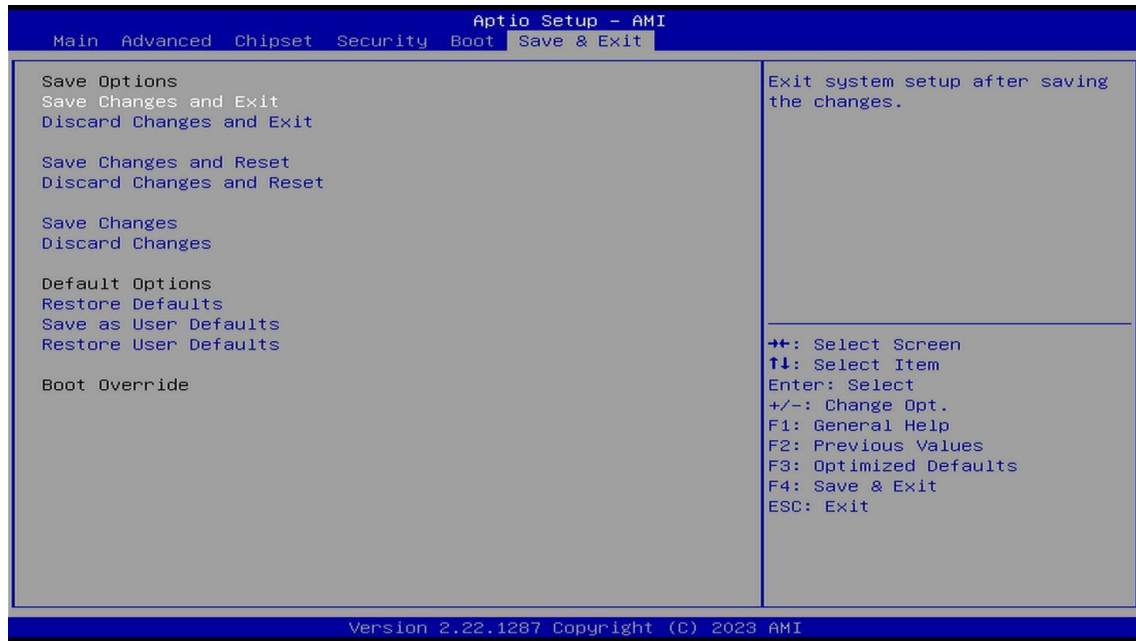 Aptio Setup – AMI
Main Advanced Chipset Security Boot Save & Exit
Save Options
Save Changes and Exit
Discard Changes and Exit
Save Changes and Reset
Discard Changes and Reset
Save Changes
Discard Changes
Default Options
Restore Defaults
Save as User Defaults
Restore User Defaults
Boot Override
Exit system setup after saving
the changes.
→←: Select Screen
↑↓: Select Item
Enter: Select
+/-: Change Opt.
F1: General Help
F2: Previous Values
F3: Optimized Defaults
F4: Save & Exit
ESC: Exit
Version 2.22.1287 Copyright (C) 2023 AMI